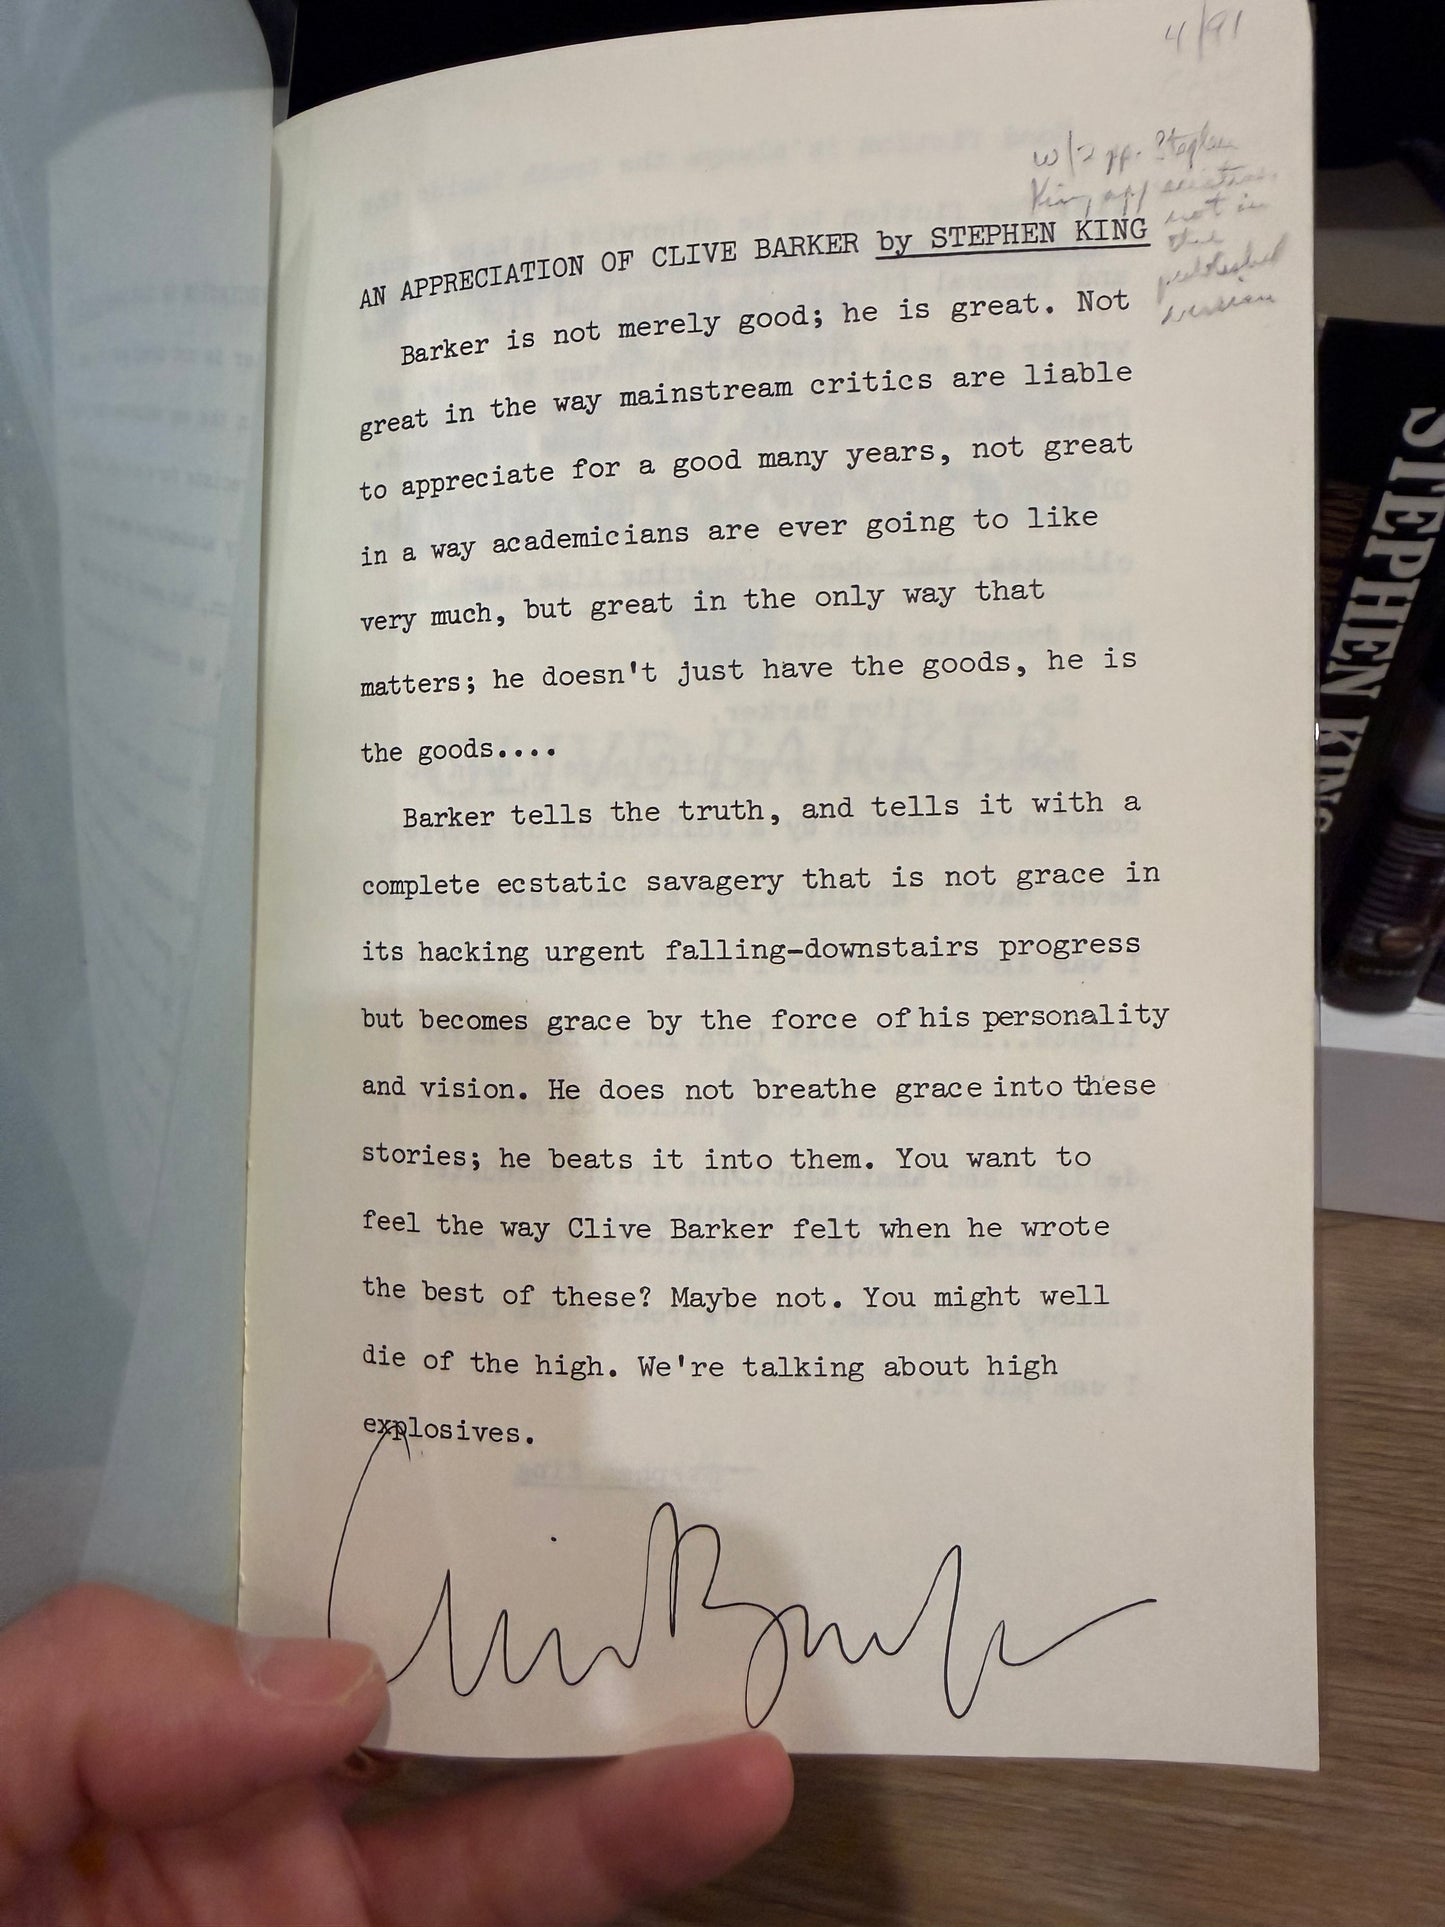 4/91
w/2 pp. Stephen
King appreciation
not in
the
published
version
AN APPRECIATION OF CLIVE BARKER by STEPHEN KING
Barker is not merely good; he is great. Not
great in the way mainstream critics are liable
to appreciate for a good many years, not great
in a way academicians are ever going to like
very much, but great in the only way that
matters; he doesn't just have the goods, he is
the goods....
Barker tells the truth, and tells it with a
complete ecstatic savagery that is not grace in
its hacking urgent falling-downstairs progress
but becomes grace by the force of his personality
and vision. He does not breathe grace into these
stories; he beats it into them. You want to
feel the way Clive Barker felt when he wrote
the best of these? Maybe not. You might well
die of the high. We're talking about high
explosives.
Clive Barker
STEPHEN KING